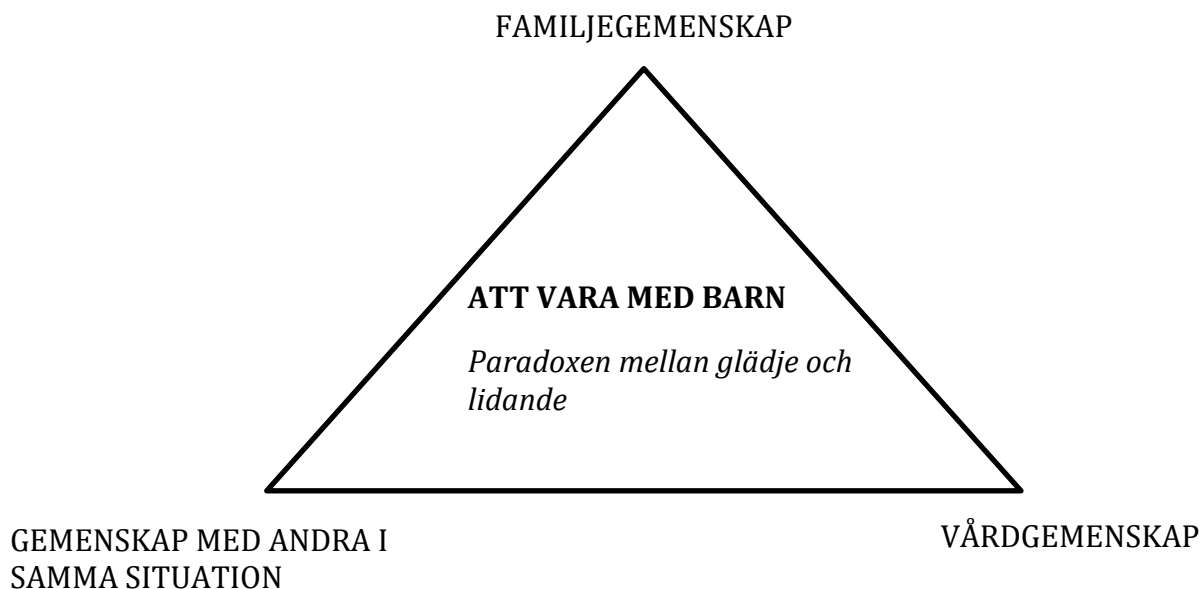 FAMILJEGEMENSKAP
ATT VARA MED BARN
Paradoxen mellan glädje och
lidande
GEMENSKAP MED ANDRA I
SAMMA SITUATION
VÅRDGEMENSKAP